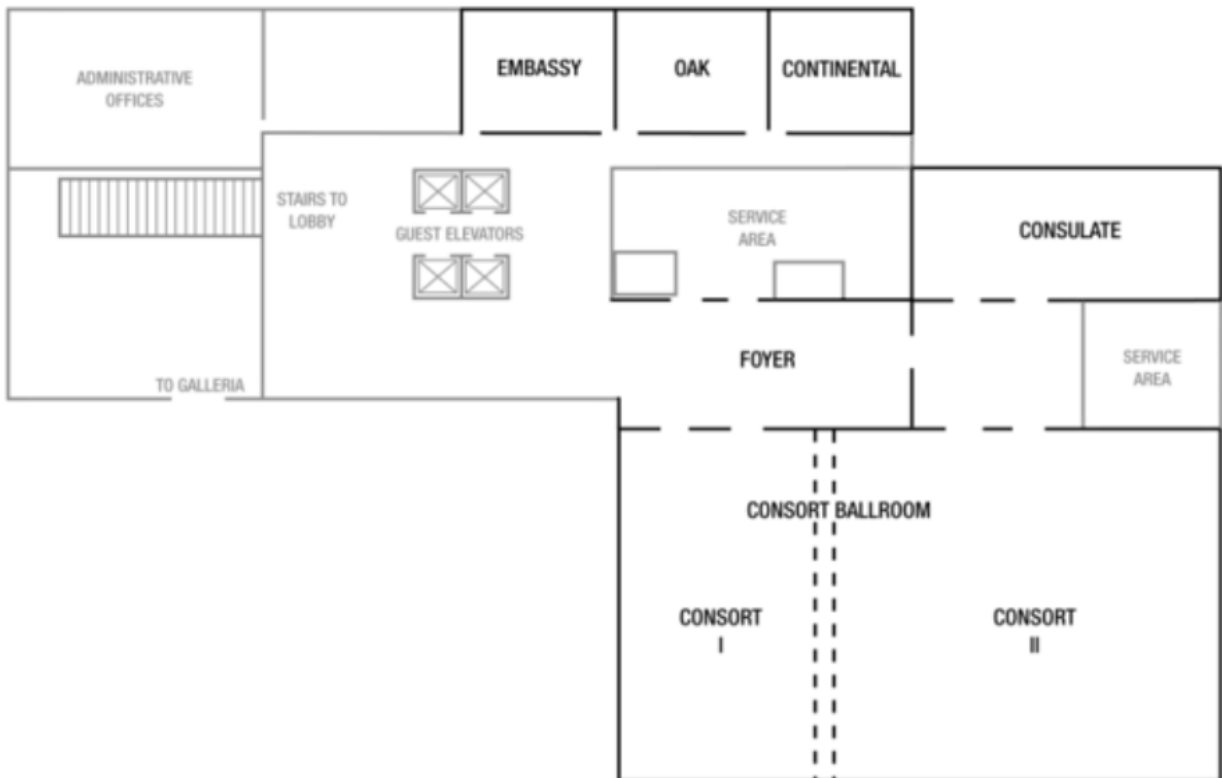 EMBASSY
OAK
CONTINENTAL
ADMINISTRATIVE
OFFICES
STAIRS TO
LOBBY
GUEST ELEVATORS
SERVICE
AREA
CONSULATE
FOYER
SERVICE
AREA
TO GALLERIA
CONSORT BALLROOM
CONSORT
I
CONSORT
II